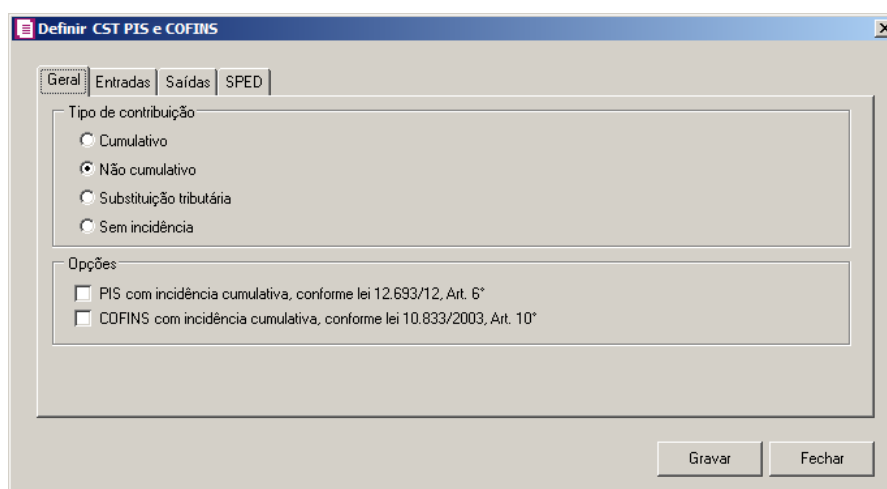 Definir CST PIS e COFINS
Geral Entradas Saídas SPED
Tipo de contribuição
Cumulativo
Não cumulativo
Substituição tributária
Sem incidência
Opções
PIS com incidência cumulativa, conforme lei 12.693/12, Art. 6°
COFINS com incidência cumulativa, conforme lei 10.833/2003, Art. 10°
Gravar Fechar